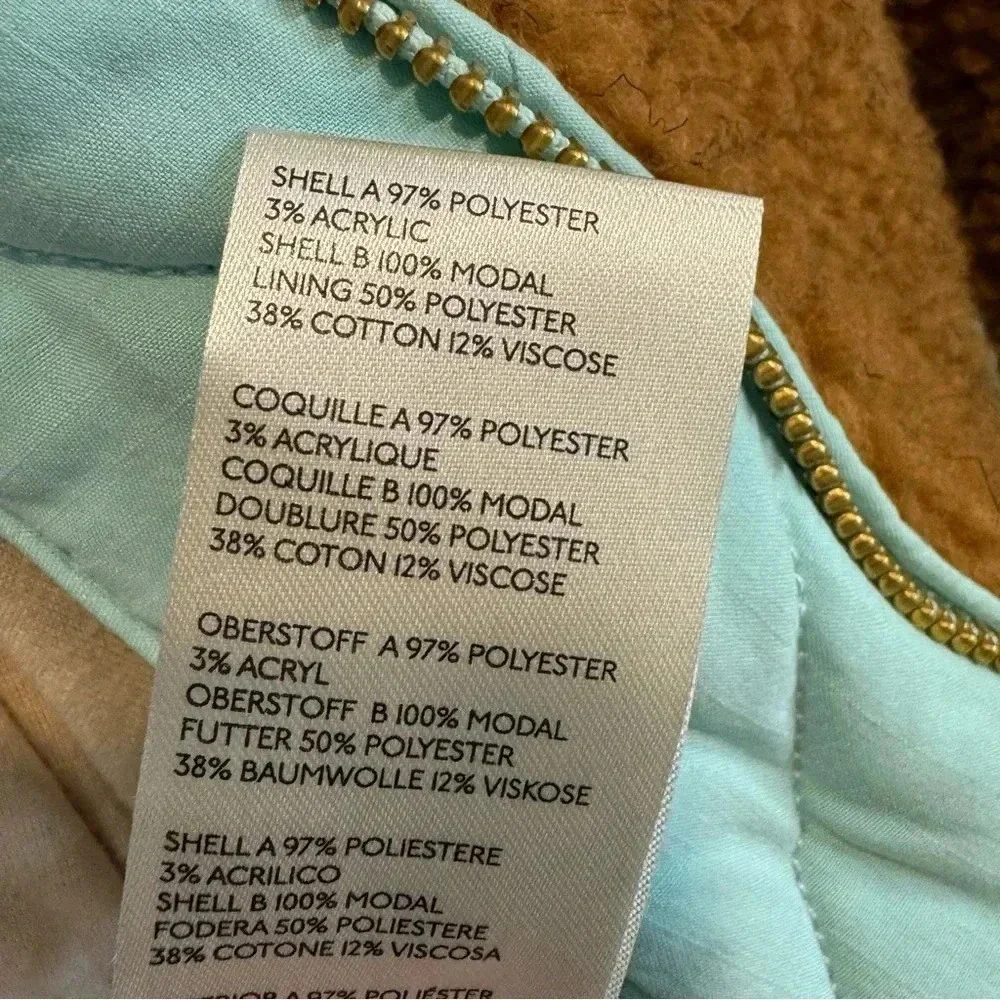 SHELL A 97% POLYESTER
3% ACRYLIC
SHELL B 100% MODAL
LINING 50% POLYESTER
38% COTTON 12% VISCOSE
COQUILLE A 97% POLYESTER
3% ACRYLIQUE
COQUILLE B 100% MODAL
DOUBLURE 50% POLYESTER
38% COTON 12% VISCOSE
OBERSTOFF A 97% POLYESTER
3% ACRYL
OBERSTOFF B 100% MODAL
FUTTER 50% POLYESTER
38% BAUMWOLLE 12% VISKOSE
SHELL A 97% POLIESTERE
3% ACRILICO
SHELL B 100% MODAL
FODERA 50% POLIESTERE
38% COTONE 12% VISCOSA
A 97% POLIÉSTER